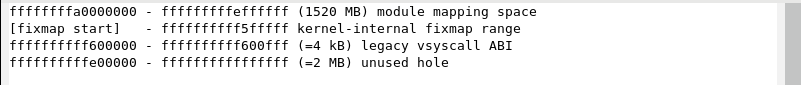 ffffffffa0000000 - fffffffffeffffff (1520 MB) module mapping space
[fixmap start]   - ffffffffff5fffff kernel-internal fixmap range
ffffffffff600000 - ffffffffff600fff (=4 kB) legacy vsyscall ABI
ffffffffffe00000 - ffffffffffffffff (=2 MB) unused hole